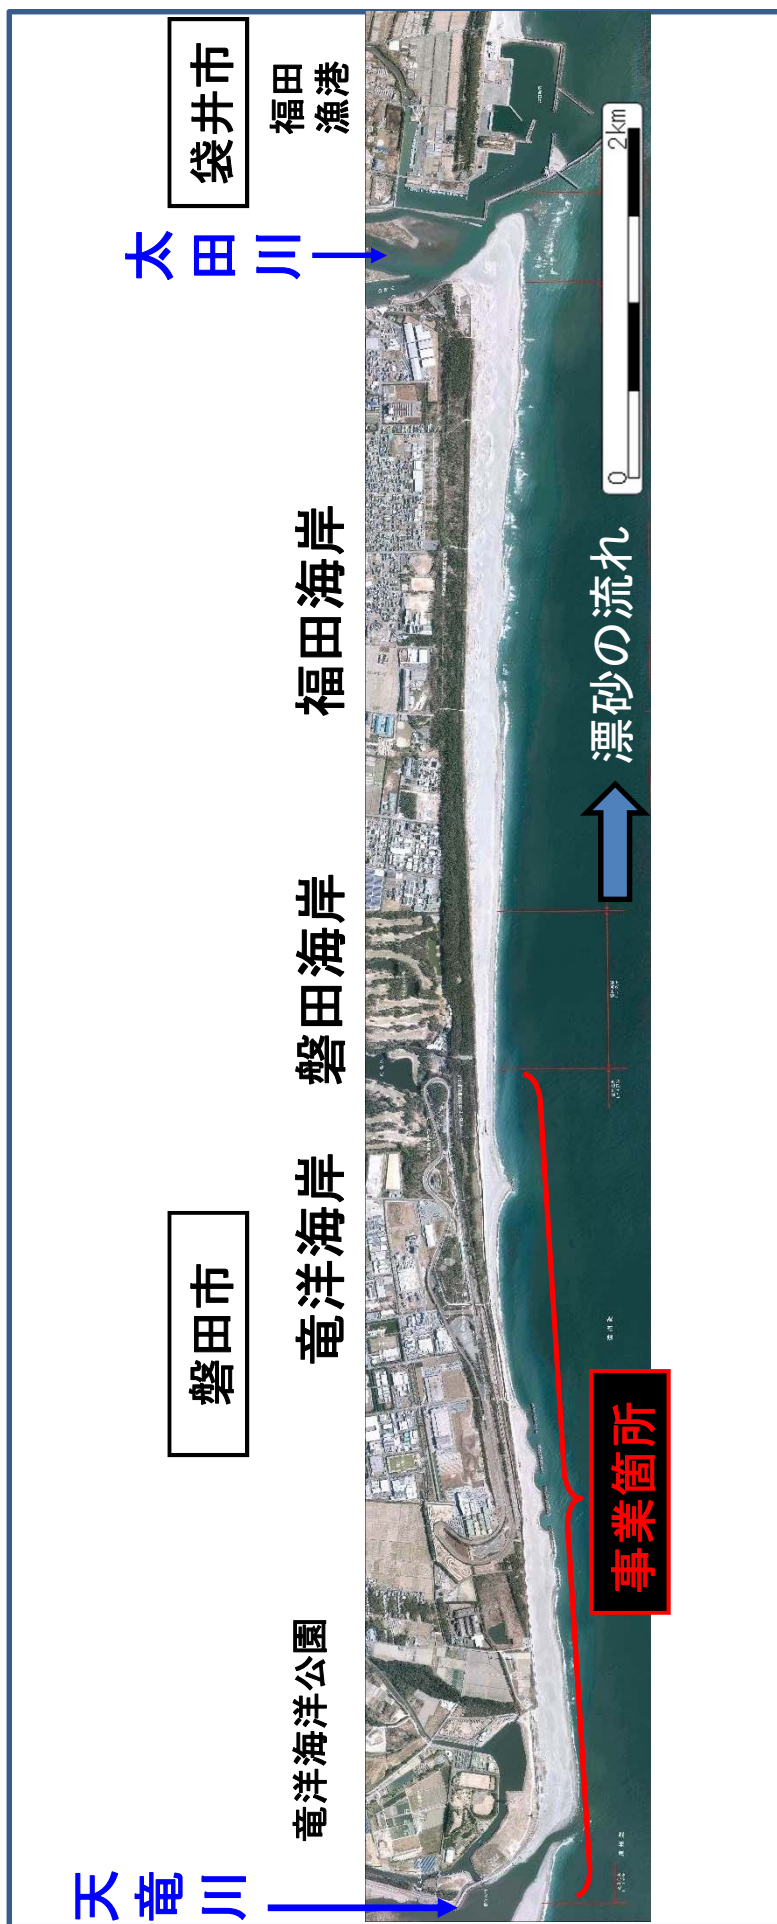 袋井市
福田
漁港
太田川
福田海岸
磐田海岸
竜洋海岸
磐田市
竜洋海洋公園
天竜川
0
2km
漂砂の流れ
事業箇所